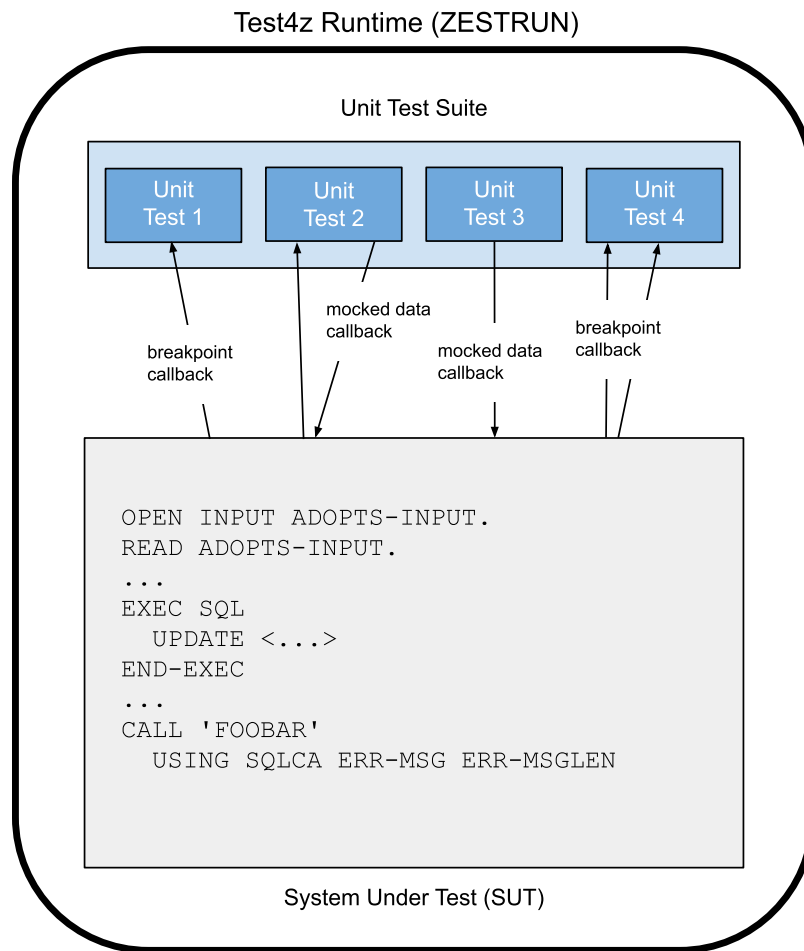 Test4z Runtime (ZESTRUN)
Unit Test Suite
Unit
Test 1
Unit
Test 2
Unit
Test 3
Unit
Test 4
breakpoint
callback
mocked data
callback
mocked data
callback
breakpoint
callback
OPEN INPUT ADOPTS-INPUT.
READ ADOPTS-INPUT.
...
EXEC SQL
  UPDATE <...>
END-EXEC
...
CALL 'FOOBAR'
  USING SQLCA ERR-MSG ERR-MSGLEN
System Under Test (SUT)